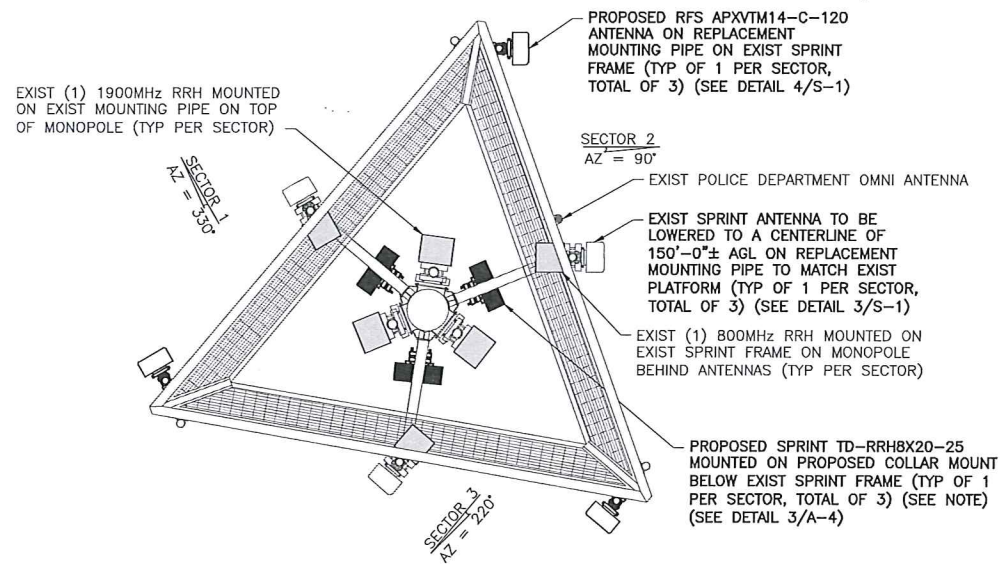 PROPOSED RFS APXVTM14-C-120
ANTENNA ON REPLACEMENT
MOUNTING PIPE ON EXIST SPRINT
FRAME (TYP OF 1 PER SECTOR,
TOTAL OF 3) (SEE DETAIL 4/S-1)
EXIST (1) 1900MHz RRH MOUNTED
ON EXIST MOUNTING PIPE ON TOP
OF MONOPOLE (TYP PER SECTOR)
SECTOR 1
AZ = 330°
SECTOR 2
AZ = 90°
EXIST POLICE DEPARTMENT OMNI ANTENNA
EXIST SPRINT ANTENNA TO BE
LOWERED TO A CENTERLINE OF
150'-0"± AGL ON REPLACEMENT
MOUNTING PIPE TO MATCH EXIST
PLATFORM (TYP OF 1 PER SECTOR,
TOTAL OF 3) (SEE DETAIL 3/S-1)
EXIST (1) 800MHz RRH MOUNTED ON
EXIST SPRINT FRAME ON MONOPOLE
BEHIND ANTENNAS (TYP PER SECTOR)
PROPOSED SPRINT TD-RRH8X20-25
MOUNTED ON PROPOSED COLLAR MOUNT
BELOW EXIST SPRINT FRAME (TYP OF 1
PER SECTOR, TOTAL OF 3) (SEE NOTE)
(SEE DETAIL 3/A-4)
SECTOR 3
AZ = 220°